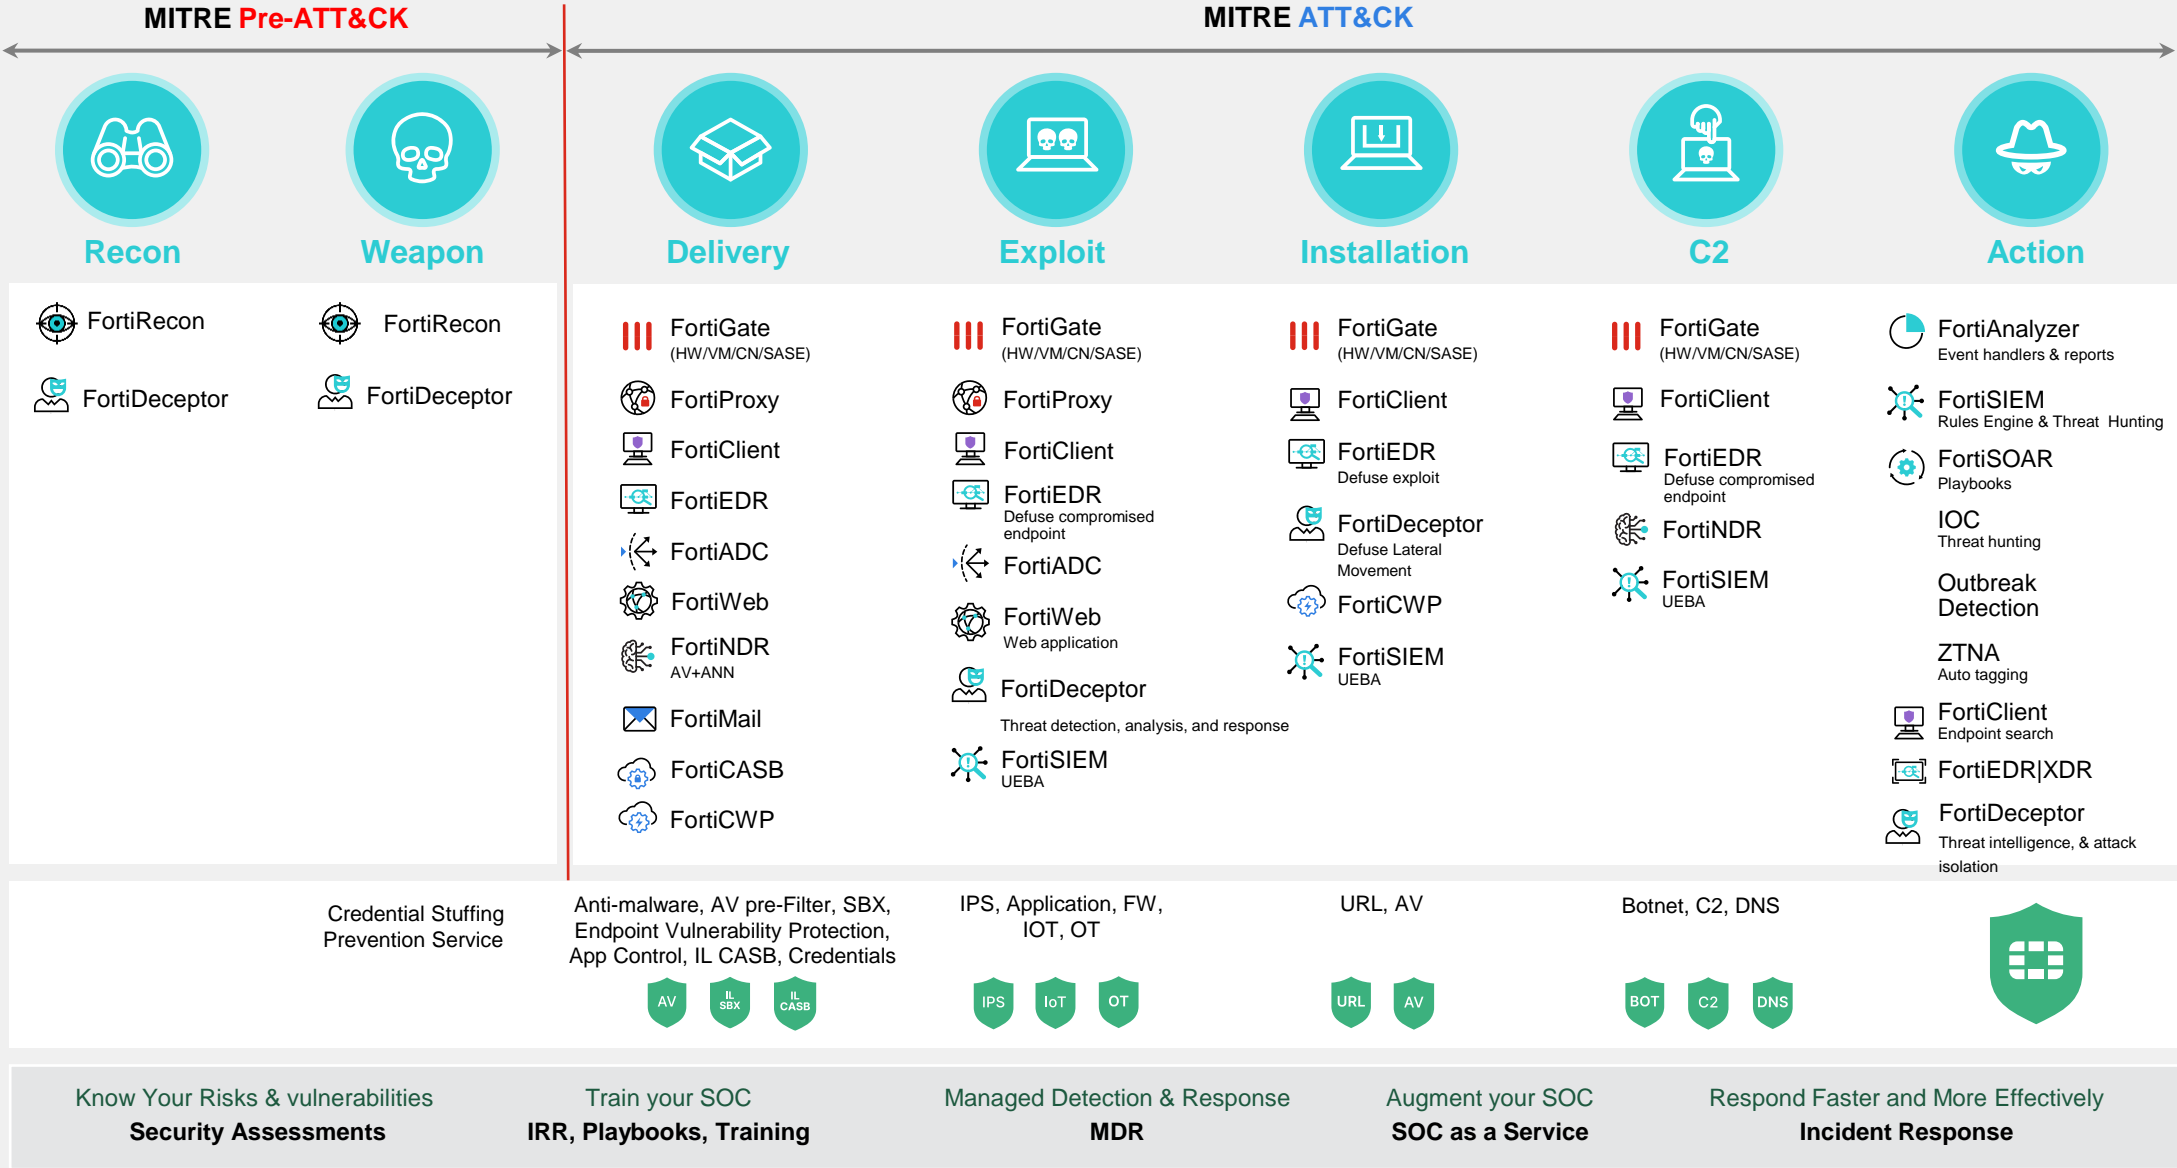 MITRE Pre-ATT&CK
MITRE ATT&CK
Recon
Weapon
Delivery
Exploit
Installation
C2
Action
FortiRecon
FortiDeceptor
FortiRecon
FortiDeceptor
FortiGate
(HW/VM/CN/SASE)
FortiProxy
FortiClient
FortiEDR
FortiADC
FortiWeb
FortiNDR
AV+ANN
FortiMail
FortiCASB
FortiCWP
FortiGate
(HW/VM/CN/SASE)
FortiProxy
FortiClient
FortiEDR
Defuse compromised
endpoint
FortiADC
FortiWeb
Web application
FortiDeceptor
Threat detection, analysis, and response
FortiSIEM
UEBA
FortiGate
(HW/VM/CN/SASE)
FortiClient
FortiEDR
Defuse exploit
FortiDeceptor
Defuse Lateral
Movement
FortiCWP
FortiSIEM
UEBA
FortiGate
(HW/VM/CN/SASE)
FortiClient
FortiEDR
Defuse compromised
endpoint
FortiNDR
FortiSIEM
UEBA
FortiAnalyzer
Event handlers & reports
FortiSIEM
Rules Engine & Threat Hunting
FortiSOAR
Playbooks
IOC
Threat hunting
Outbreak
Detection
ZTNA
Auto tagging
FortiClient
Endpoint search
FortiEDR|XDR
FortiDeceptor
Threat intelligence, & attack
isolation
Credential Stuffing
Prevention Service
Anti-malware, AV pre-Filter, SBX,
Endpoint Vulnerability Protection,
App Control, IL CASB, Credentials
AV
IL
SBX
IL
CASB
IPS, Application, FW,
IOT, OT
IPS
IoT
OT
URL, AV
URL
AV
Botnet, C2, DNS
BOT
C2
DNS
Know Your Risks & vulnerabilities
Security Assessments
Train your SOC
IRR, Playbooks, Training
Managed Detection & Response
MDR
Augment your SOC
SOC as a Service
Respond Faster and More Effectively
Incident Response